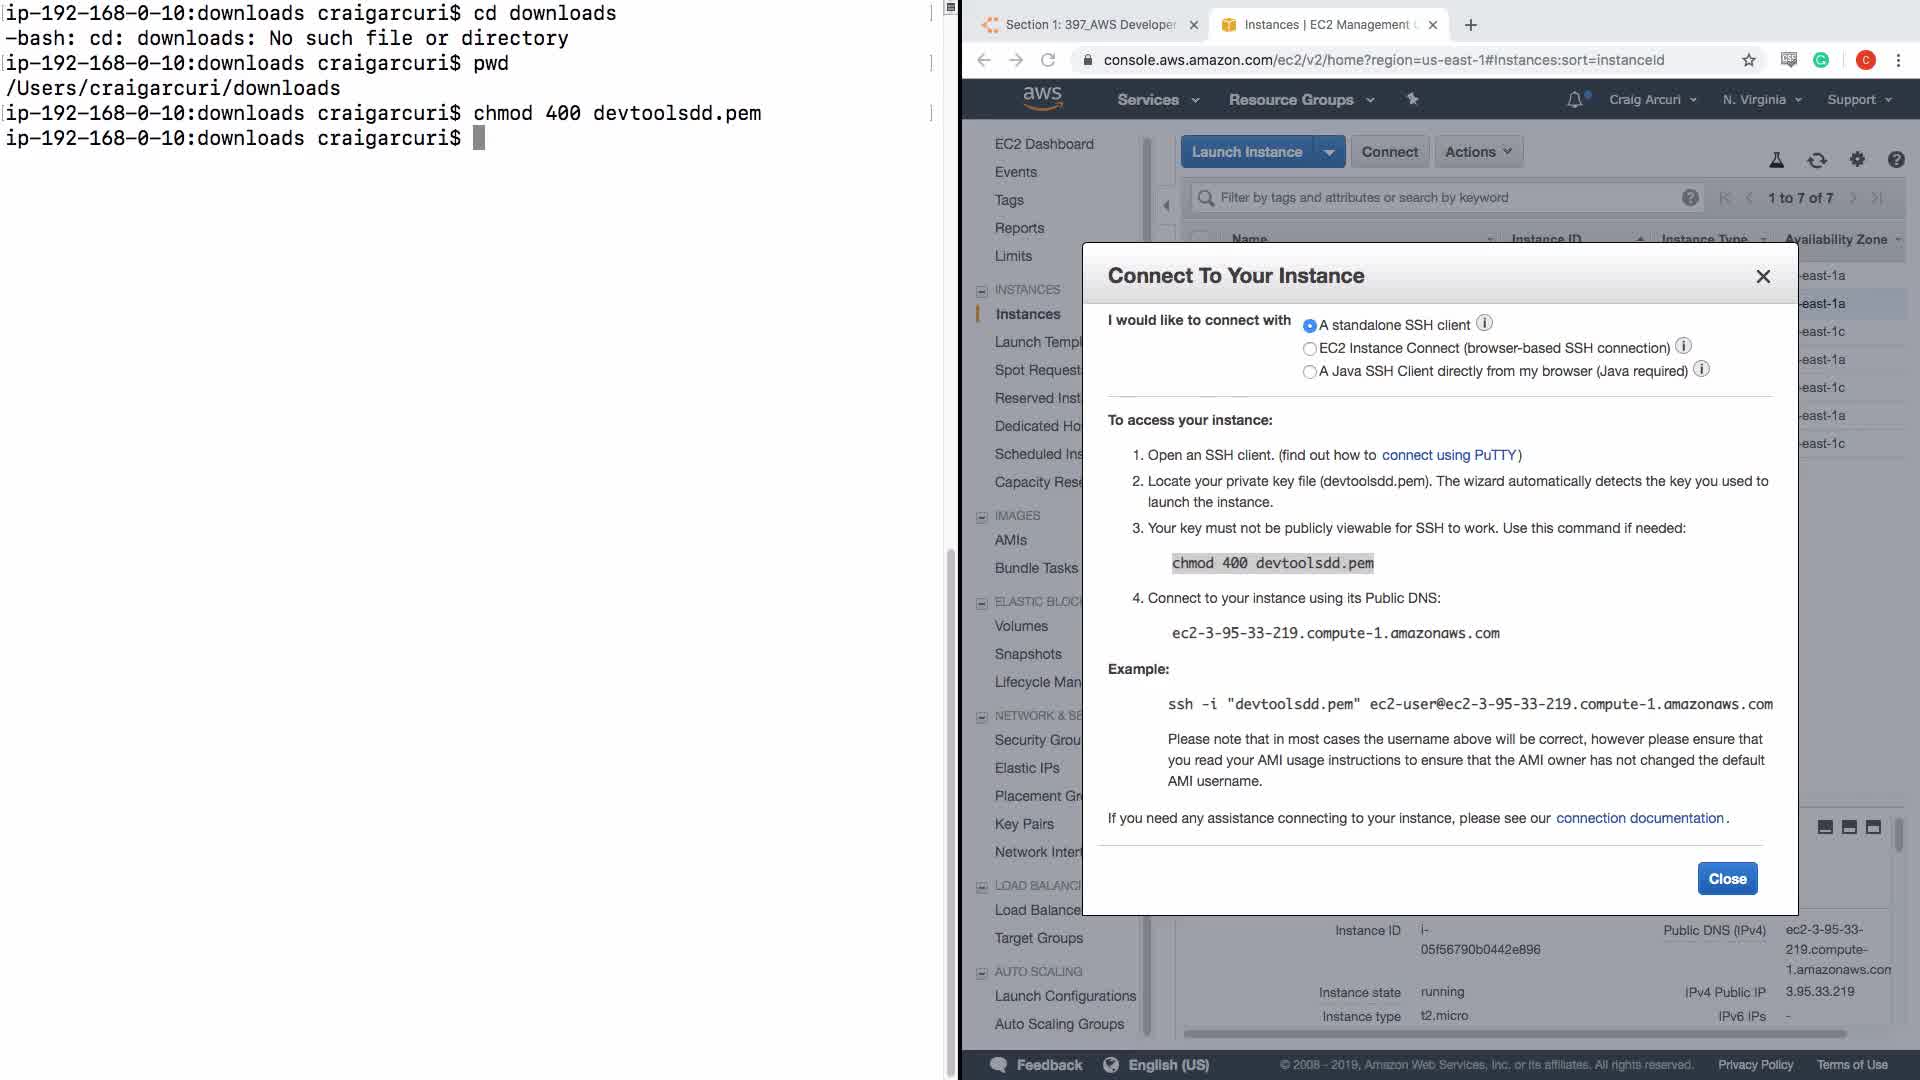 ip-192-168-0-10:downloads craigarcuri$ cd downloads
-bash: cd: downloads: No such file or directory
ip-192-168-0-10:downloads craigarcuri$ pwd
/Users/craigarcuri/downloads
ip-192-168-0-10:downloads craigarcuri$ chmod 400 devtoolsdd.pem
ip-192-168-0-10:downloads craigarcuri$
Section 1: 397_AWS Developer
Instances | EC2 Management
console.aws.amazon.com/ec2/v2/home?region=us-east-1#Instances:sort=instanceId
C
aws
Services
Resource Groups
Craig Arcuri
N. Virginia
Support
EC2 Dashboard
Events
Tags
Reports
Limits
INSTANCES
Instances
Launch Templ
Spot Request
Reserved Inst
Dedicated Ho
Scheduled Ins
Capacity Rese
IMAGES
AMIs
Bundle Tasks
ELASTIC BLOC
Volumes
Snapshots
Lifecycle Man
NETWORK & SE
Security Grou
Elastic IPs
Placement Gr
Key Pairs
Network Interf
LOAD BALANCI
Load Balance
Target Groups
AUTO SCALING
Launch Configurations
Auto Scaling Groups
Launch Instance
Connect
Actions
Filter by tags and attributes or search by keyword
1 to 7 of 7
Name
Instance ID
Instance Type
Availability Zone
-east-1a
-east-1a
-east-1c
-east-1a
-east-1c
-east-1a
-east-1c
Connect To Your Instance
I would like to connect with
A standalone SSH client
EC2 Instance Connect (browser-based SSH connection)
A Java SSH Client directly from my browser (Java required)
To access your instance:
1. Open an SSH client. (find out how to connect using PuTTY)
2. Locate your private key file (devtoolsdd.pem). The wizard automatically detects the key you used to
launch the instance.
3. Your key must not be publicly viewable for SSH to work. Use this command if needed:
chmod 400 devtoolsdd.pem
4. Connect to your instance using its Public DNS:
ec2-3-95-33-219.compute-1.amazonaws.com
Example:
ssh -i "devtoolsdd.pem" ec2-user@ec2-3-95-33-219.compute-1.amazonaws.com
Please note that in most cases the username above will be correct, however please ensure that
you read your AMI usage instructions to ensure that the AMI owner has not changed the default
AMI username.
If you need any assistance connecting to your instance, please see our connection documentation.
Close
Instance ID
i-
05f56790b0442e896
Instance state
running
Instance type
t2.micro
Public DNS (IPv4)
ec2-3-95-33-
219.compute-
1.amazonaws.com
IPv4 Public IP
3.95.33.219
IPv6 IPs
-
Feedback
English (US)
© 2008 - 2019, Amazon Web Services, Inc. or its affiliates. All rights reserved.
Privacy Policy
Terms of Use